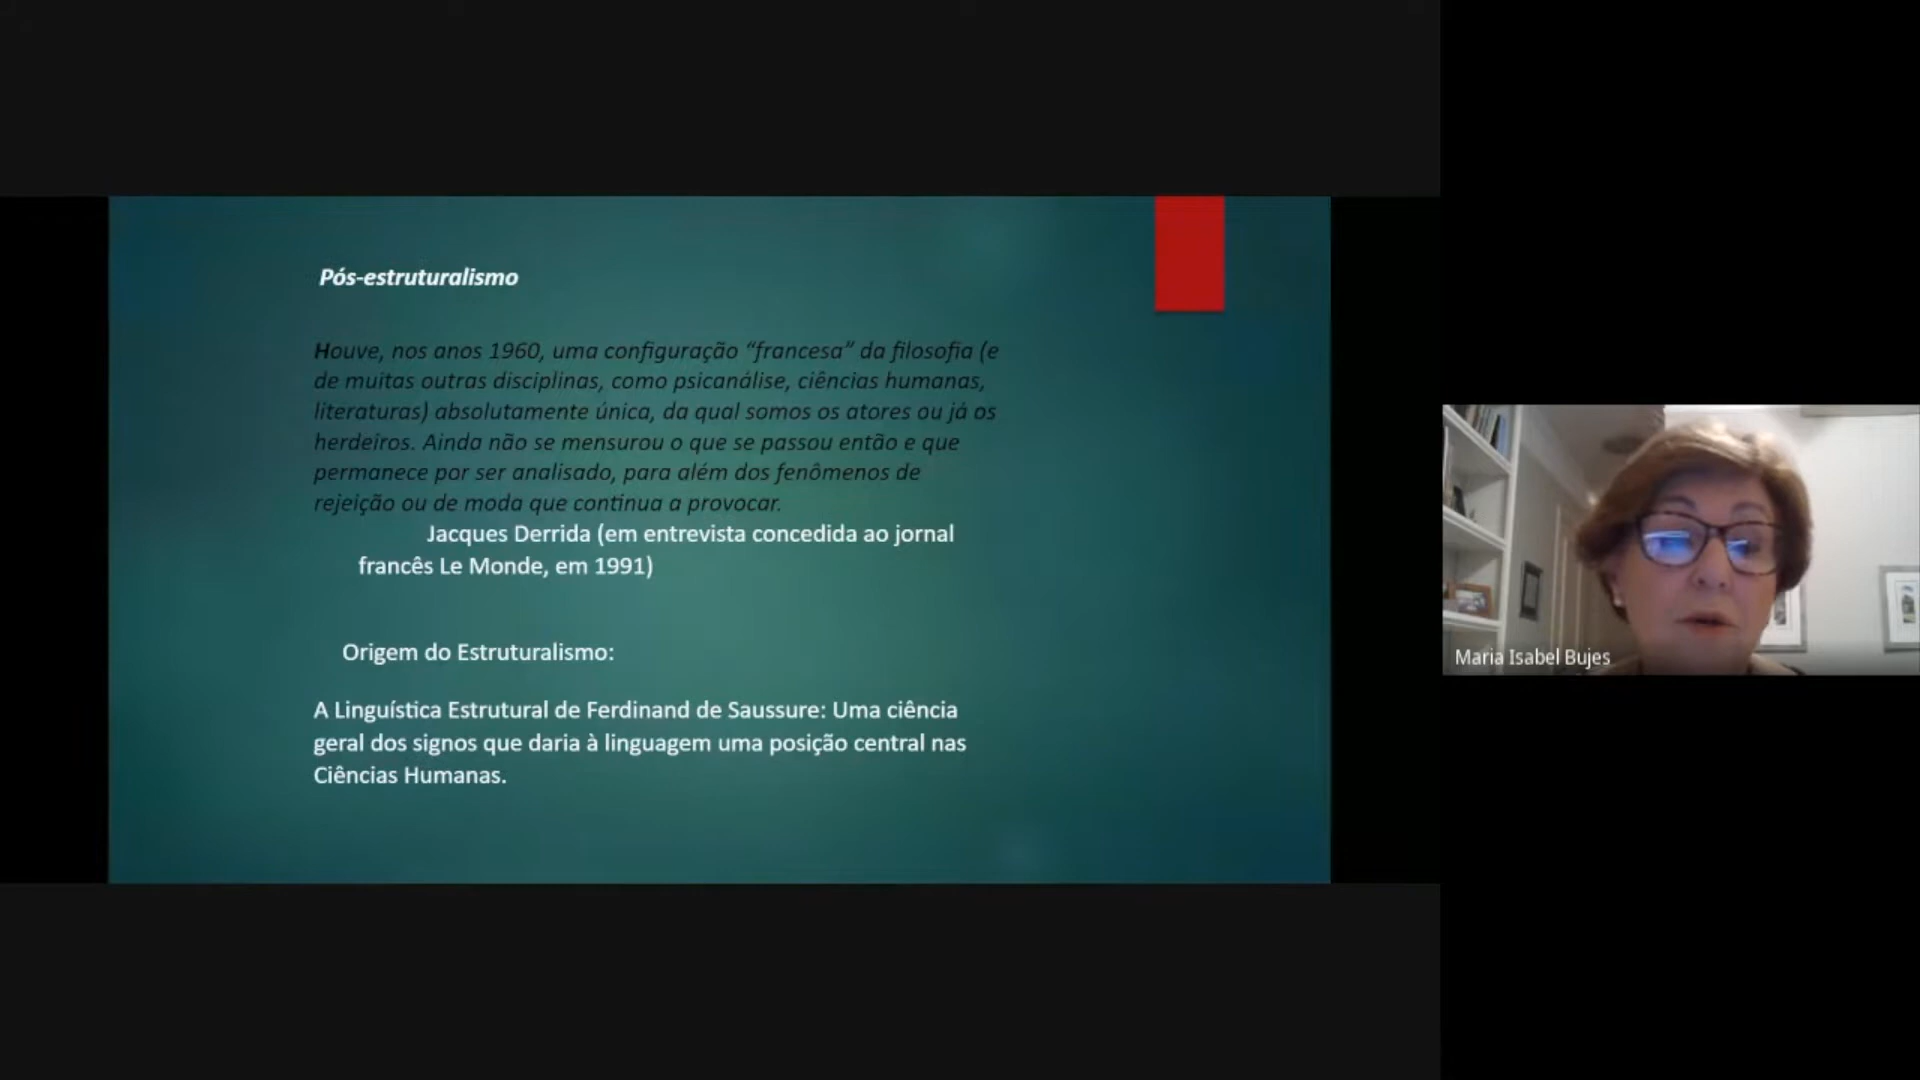 Pós-estruturalismo
Houve, nos anos 1960, uma configuração “francesa” da filosofia (e
de muitas outras disciplinas, como psicanálise, ciências humanas,
literaturas) absolutamente única, da qual somos os atores ou já os
herdeiros. Ainda não se mensurou o que se passou então e que
permanece por ser analisado, para além dos fenômenos de
rejeição ou de moda que continua a provocar.
Jacques Derrida (em entrevista concedida ao jornal
francês Le Monde, em 1991)
Origem do Estruturalismo:
A Linguística Estrutural de Ferdinand de Saussure: Uma ciência
geral dos signos que daria à linguagem uma posição central nas
Ciências Humanas.
Maria Isabel Bujes